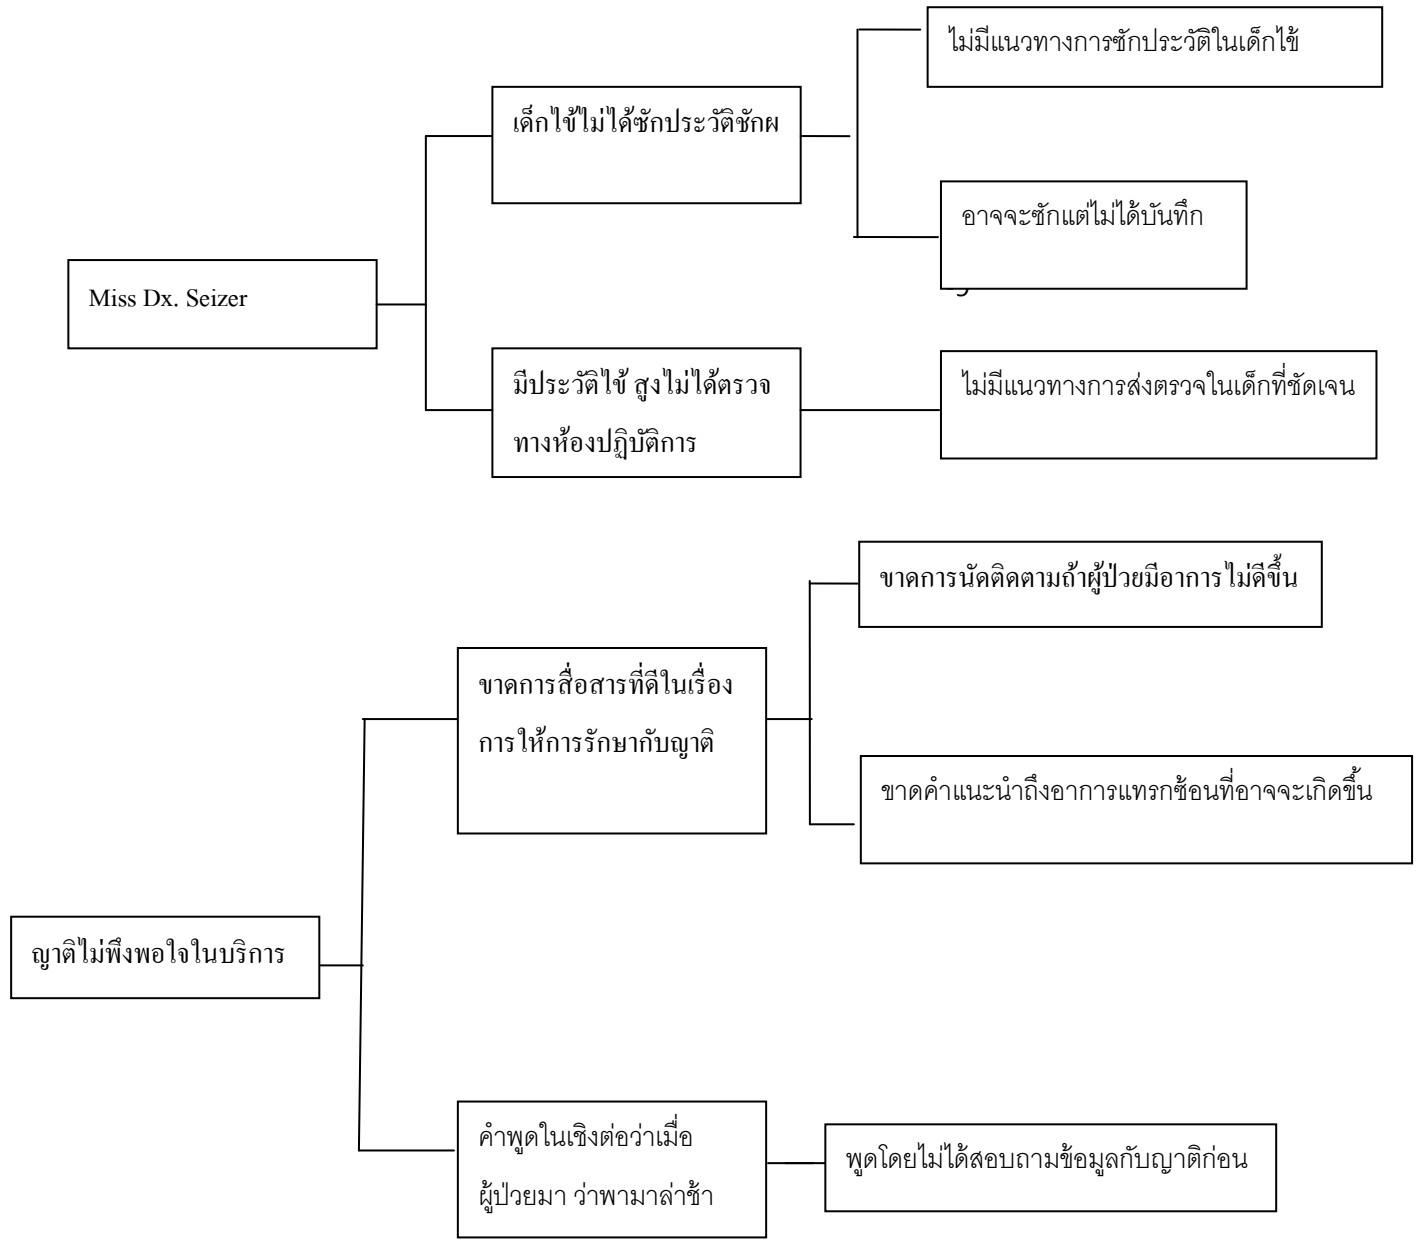 ไม่มีแนวทางการซักประวัติในเด็กไข้
เด็กไข้ไม่ได้ซักประวัติชักผ
อาจจะซักแต่ไม่ได้บันทึก
Miss Dx. Seizer
มีประวัติไข้ สูงไม่ได้ตรวจ
ทางห้องปฏิบัติการ
ไม่มีแนวทางการส่งตรวจในเด็กที่ชัดเจน
ขาดการนัดติดตามถ้าผู้ป่วยมีอาการไม่ดีขึ้น
ขาดการสื่อสารที่ดีในเรื่อง
การให้การรักษากับญาติ
ขาดคำแนะนำถึงอาการแทรกซ้อนที่อาจจะเกิดขึ้น
ญาติไม่พึงพอใจในบริการ
คำพูดในเชิงต่อว่าเมื่อ
ผู้ป่วยมา ว่าพามาล่าช้า
พูดโดยไม่ได้สอบถามข้อมูลกับญาติก่อน